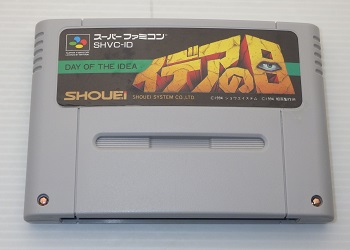 スーパーファミコン
SHVC-ID
DAY OF THE IDEA
イデアの日
SHOUEI
SHOUEI SYSTEM CO.LTD.